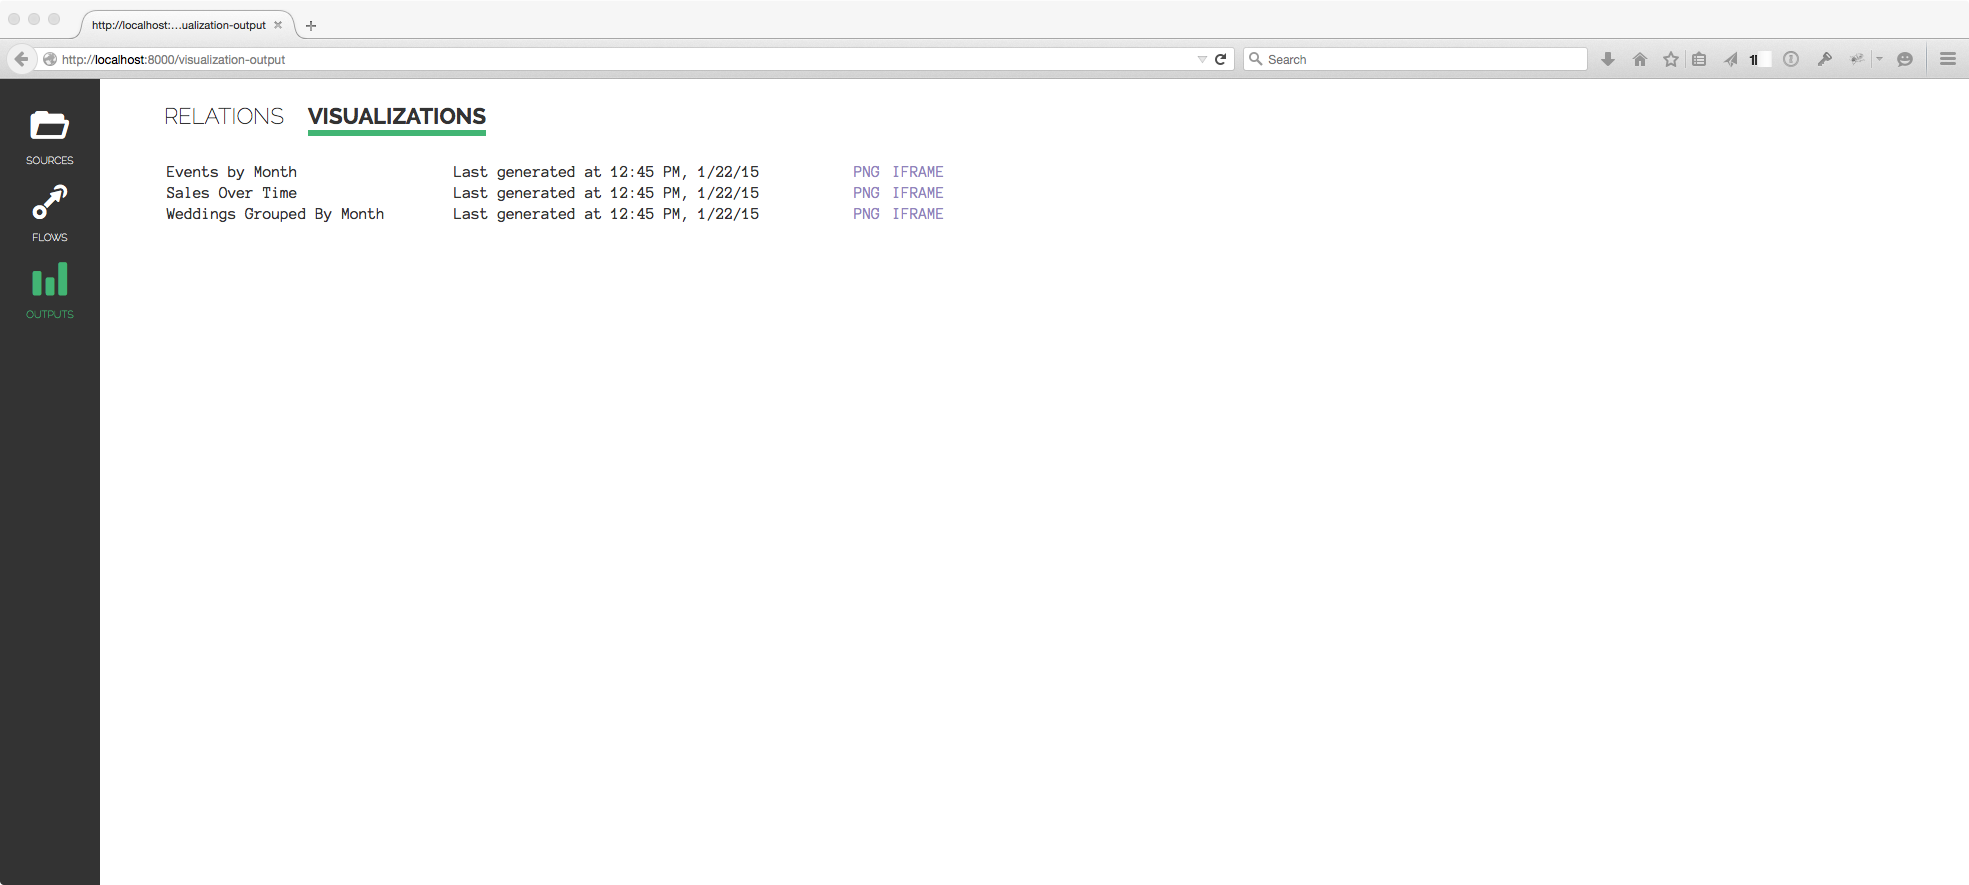 http://localhost:...ualization-output
http://localhost:8000/visualization-output
Search
SOURCES
FLOWS
OUTPUTS
RELATIONS VISUALIZATIONS
Events by Month Last generated at 12:45 PM, 1/22/15 PNG IFRAME
Sales Over Time Last generated at 12:45 PM, 1/22/15 PNG IFRAME
Weddings Grouped By Month Last generated at 12:45 PM, 1/22/15 PNG IFRAME